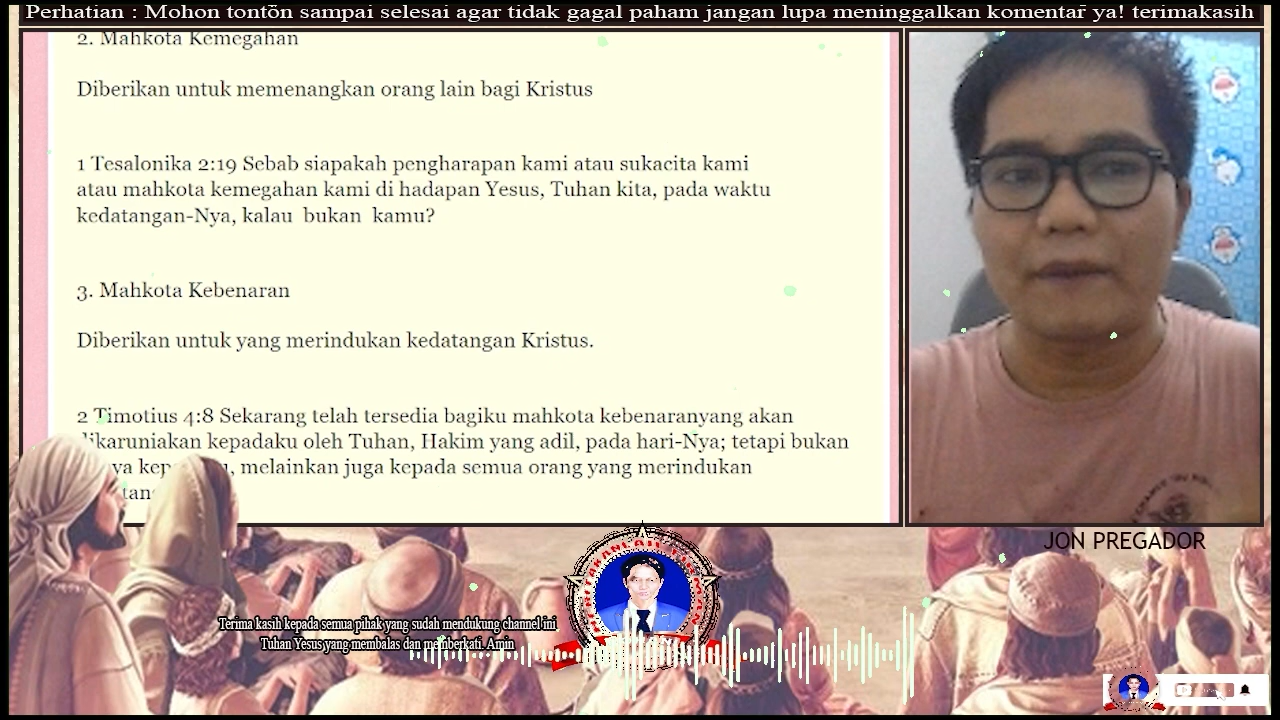 Perhatian : Mohon tontōn sampai selesai agar tidak gagal paham jangan lupa meninggalkan komentar̄ ya! terimakasih
2. Mahkota Kemegahan
Diberikan untuk memenangkan orang lain bagi Kristus
1 Tesalonika 2:19 Sebab siapakah pengharapan kami atau sukacita kami
atau mahkota kemegahan kami di hadapan Yesus, Tuhan kita, pada waktu
kedatangan-Nya, kalau bukan kamu?
3. Mahkota Kebenaran
Diberikan untuk yang merindukan kedatangan Kristus.
2 Timotius 4:8 Sekarang telah tersedia bagiku mahkota kebenaranyang akan
dikaruniakan kepadaku oleh Tuhan, Hakim yang adil, pada hari-Nya; tetapi bukan
melainkan juga kepada semua orang yang merindukan
JON PREGADOR
Terima kasih kepada semua pihak yang sudah mendukung channel ini
Tuhan Yesus yang membalas dan memberkati. Amin